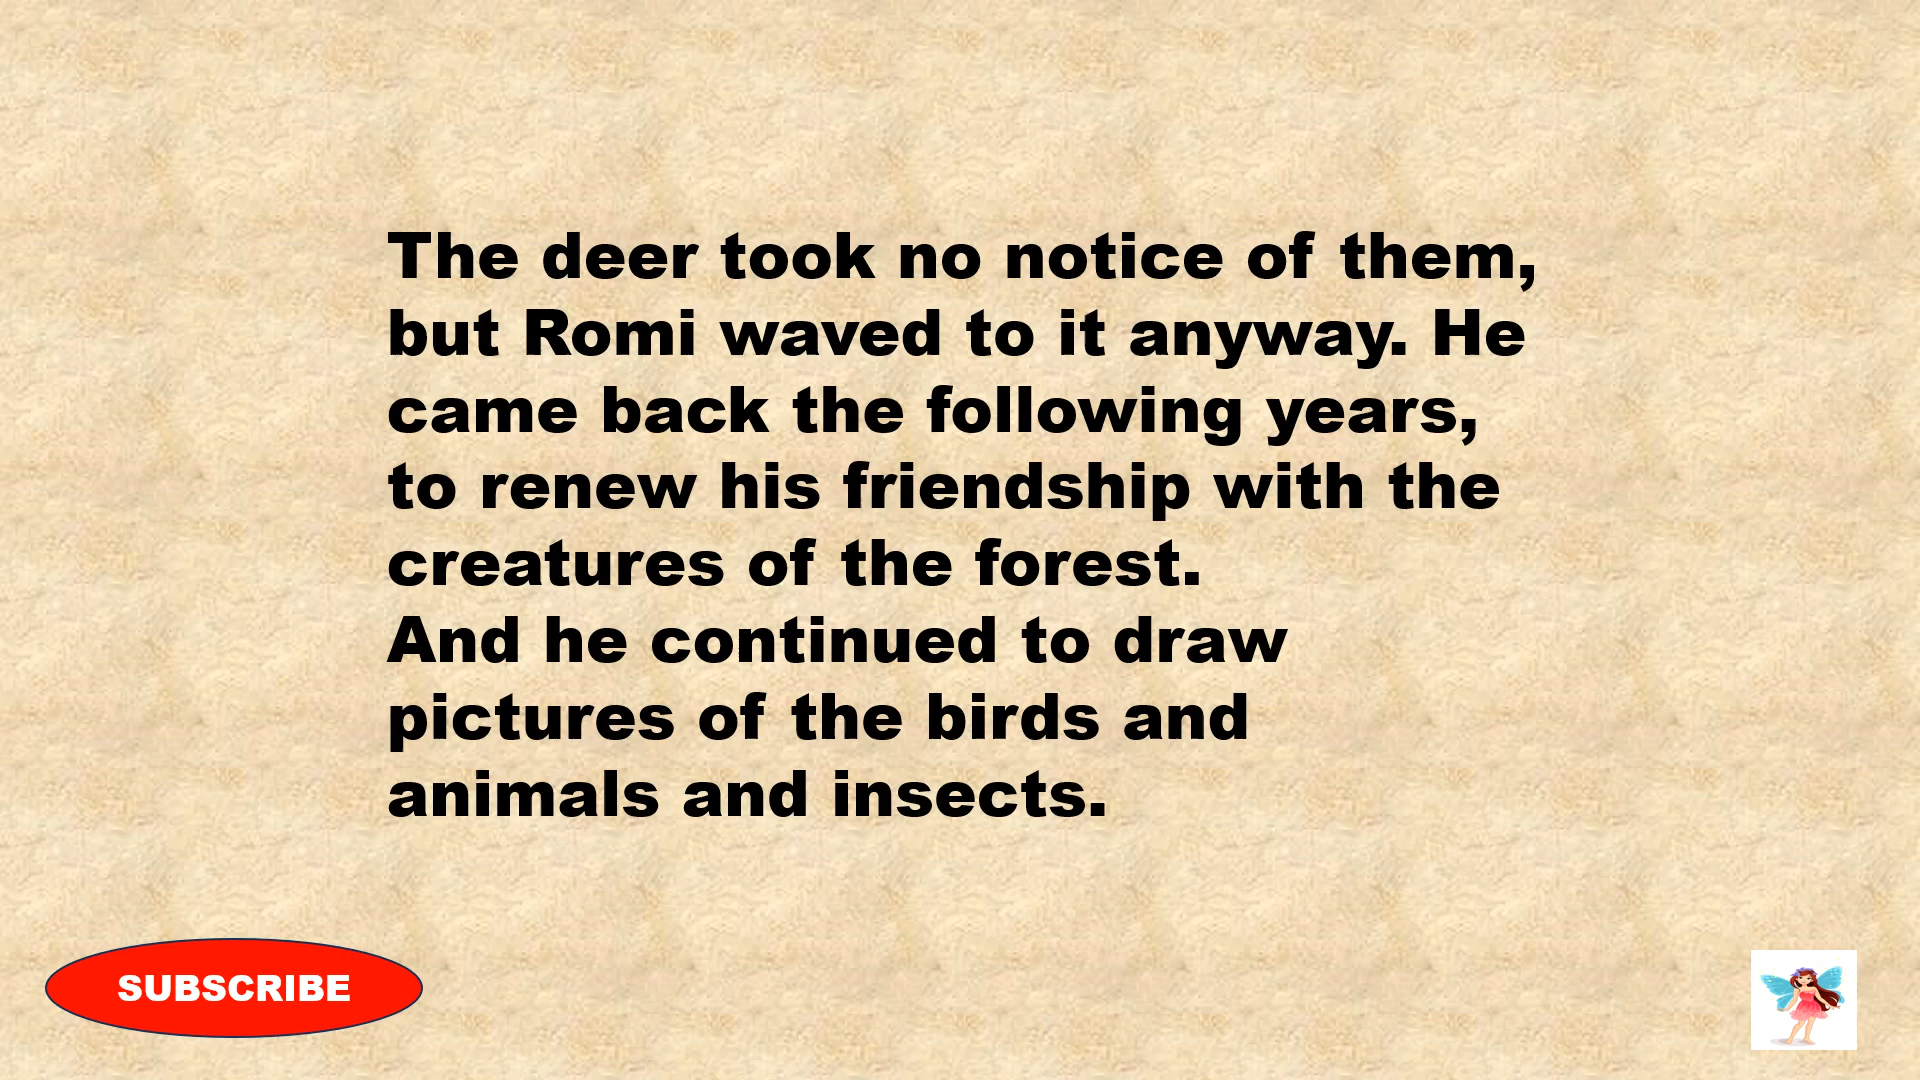 The deer took no notice of them,
but Romi waved to it anyway. He
came back the following years,
to renew his friendship with the
creatures of the forest.
And he continued to draw
pictures of the birds and
animals and insects.
SUBSCRIBE